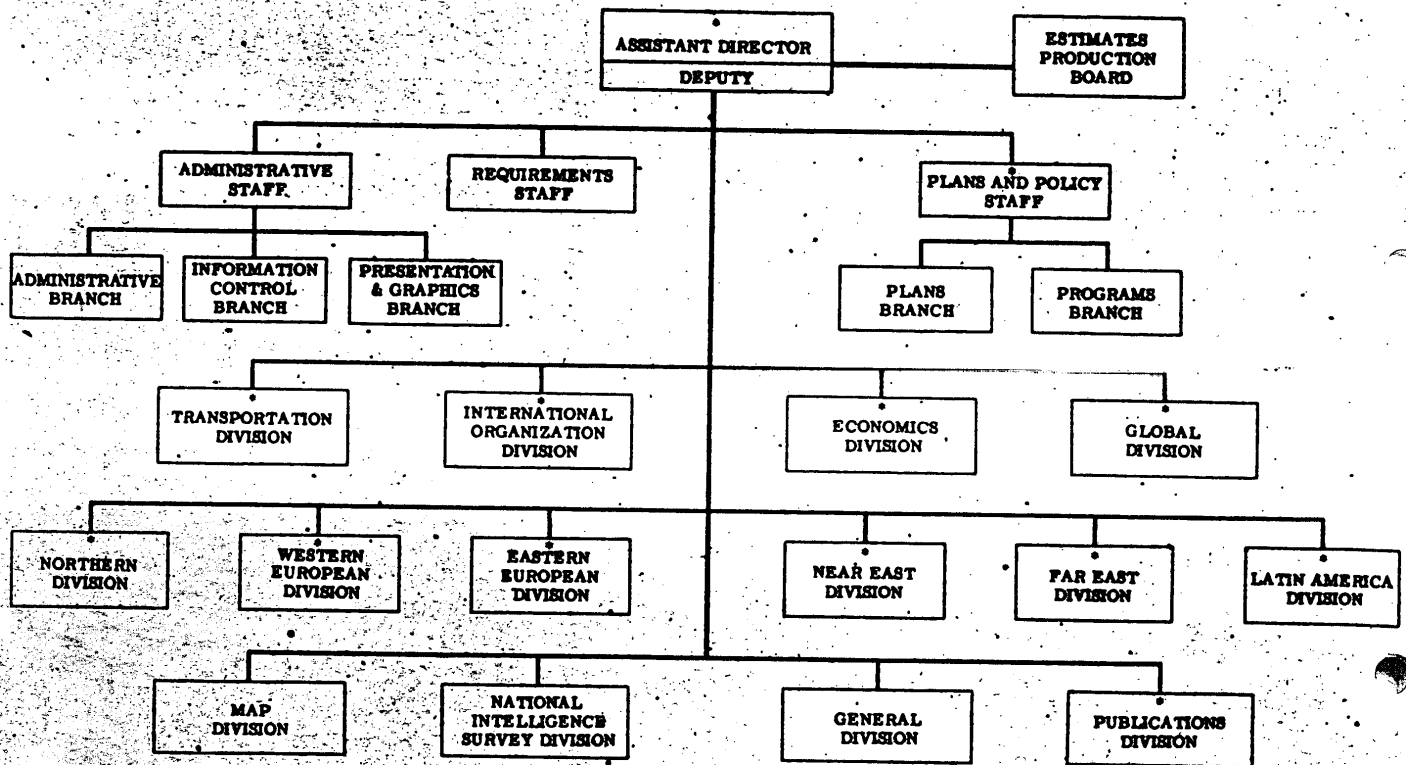 *
ASSISTANT DIRECTOR
DEPUTY
ESTIMATES
PRODUCTION
BOARD
ADMINISTRATIVE
STAFF
REQUIREMENTS
STAFF
*
PLANS AND POLICY
STAFF
ADMINISTRATIVE
BRANCH
INFORMATION
CONTROL
BRANCH
PRESENTATION
& GRAPHICS
BRANCH
PLANS
BRANCH
PROGRAMS
BRANCH
*
TRANSPORTATION
DIVISION
*
INTERNATIONAL
ORGANIZATION
DIVISION
*
ECONOMICS
DIVISION
*
GLOBAL
DIVISION
*
NORTHERN
DIVISION
*
WESTERN
EUROPEAN
DIVISION
*
EASTERN
EUROPEAN
DIVISION
*
NEAR EAST
DIVISION
*
FAR EAST
DIVISION
*
LATIN AMERICA
DIVISION
MAP
DIVISION
NATIONAL
INTELLIGENCE
SURVEY DIVISION
GENERAL
DIVISION
PUBLICATIONS
DIVISION